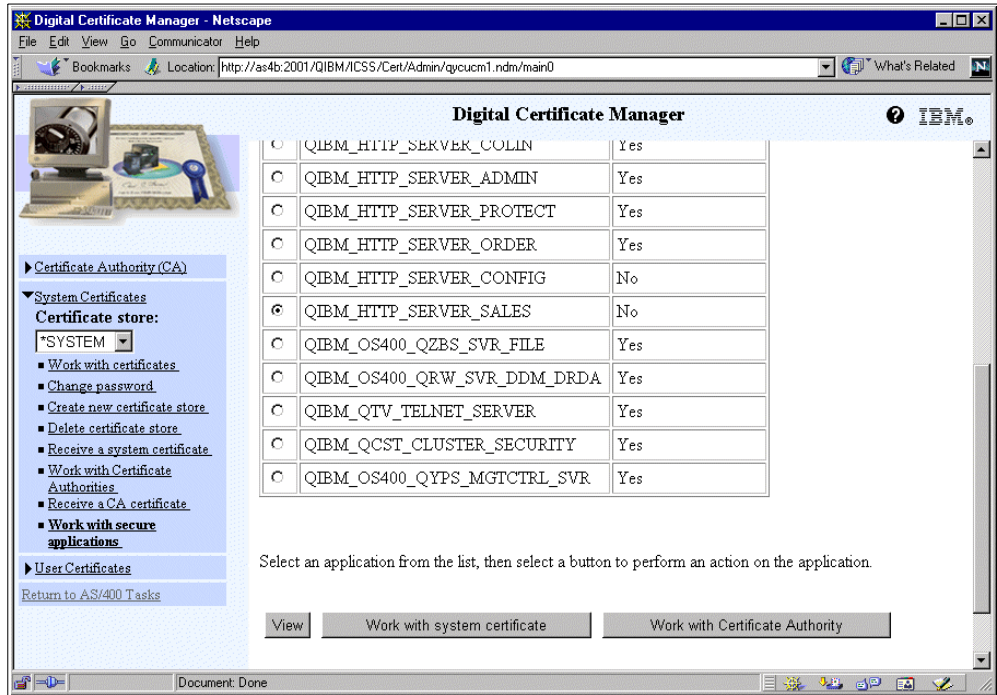 Digital Certificate Manager - Netscape
File Edit View Go Communicator Help
Bookmarks Location: http://as4b:2001/QIBM/ICSS/Cert/Admin/qycucm1.ndm/main0 What's Related N
Digital Certificate Manager ? IBM®
QIBM_HTTP_SERVER_COLIN Yes
QIBM_HTTP_SERVER_ADMIN Yes
QIBM_HTTP_SERVER_PROTECT Yes
QIBM_HTTP_SERVER_ORDER Yes
QIBM_HTTP_SERVER_CONFIG No
QIBM_HTTP_SERVER_SALES No
QIBM_OS400_QZBS_SVR_FILE Yes
QIBM_OS400_QRW_SVR_DDM_DRDA Yes
QIBM_QTV_TELNET_SERVER Yes
QIBM_QCST_CLUSTER_SECURITY Yes
QIBM_OS400_QYPS_MGTCTRL_SVR Yes
Certificate Authority (CA)
System Certificates
Certificate store:
*SYSTEM
Work with certificates
Change password
Create new certificate store
Delete certificate store
Receive a system certificate
Work with Certificate
Authorities
Receive a CA certificate
Work with secure
applications
User Certificates
Return to AS/400 Tasks
Select an application from the list, then select a button to perform an action on the application.
View Work with system certificate Work with Certificate Authority
Document: Done